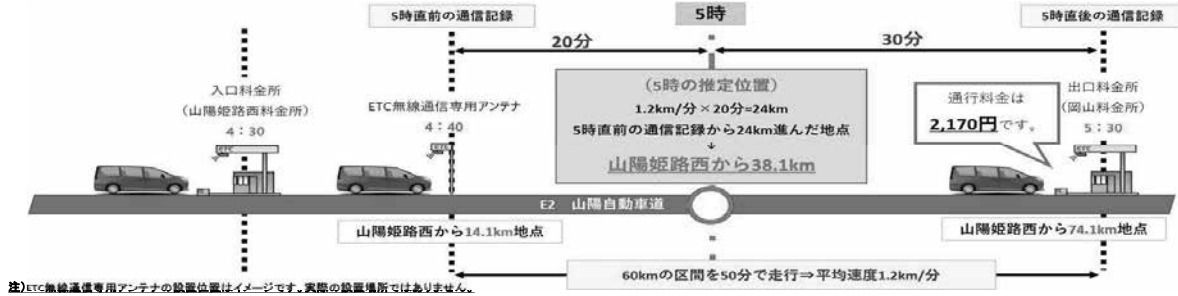 5時直前の通信記録
5時
5時直後の通信記録
20分
30分
入口料金所
(山陽姫路西料金所)
4：30
ETC無線通信専用アンテナ
4：40
(5時の推定位置)
1.2km/分×20分=24km
5時直前の通信記録から24km進んだ地点
↓
山陽姫路西から38.1km
通行料金は
2,170円です。
出口料金所
(岡山料金所)
5：30
ETC
ETC
ETC
E2 山陽自動車道
山陽姫路西から14.1km地点
山陽姫路西から74.1km地点
60kmの区間を50分で走行⇒平均速度1.2km/分
注)ETC無線通信専用アンテナの設置位置はイメージです。実際の設置場所ではありません。